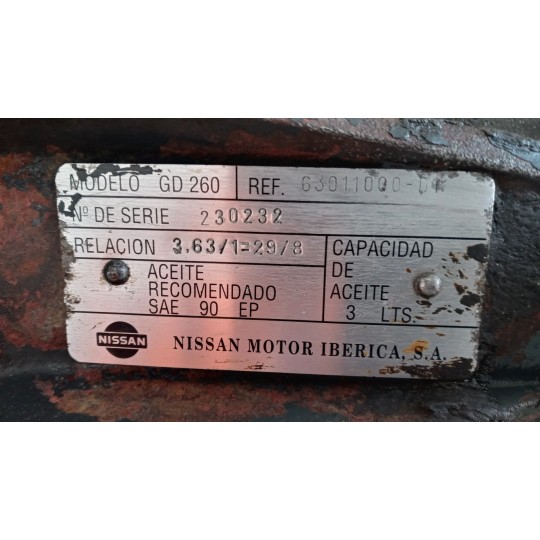 MODELO GD 260 REF. 63011000-
Nº DE SERIE 230232
RELACION 3,63/1=29/8
CAPACIDAD
DE
ACEITE
3 LTS.
ACEITE
RECOMENDADO
SAE 90 EP
NISSAN
NISSAN MOTOR IBERICA, S.A.